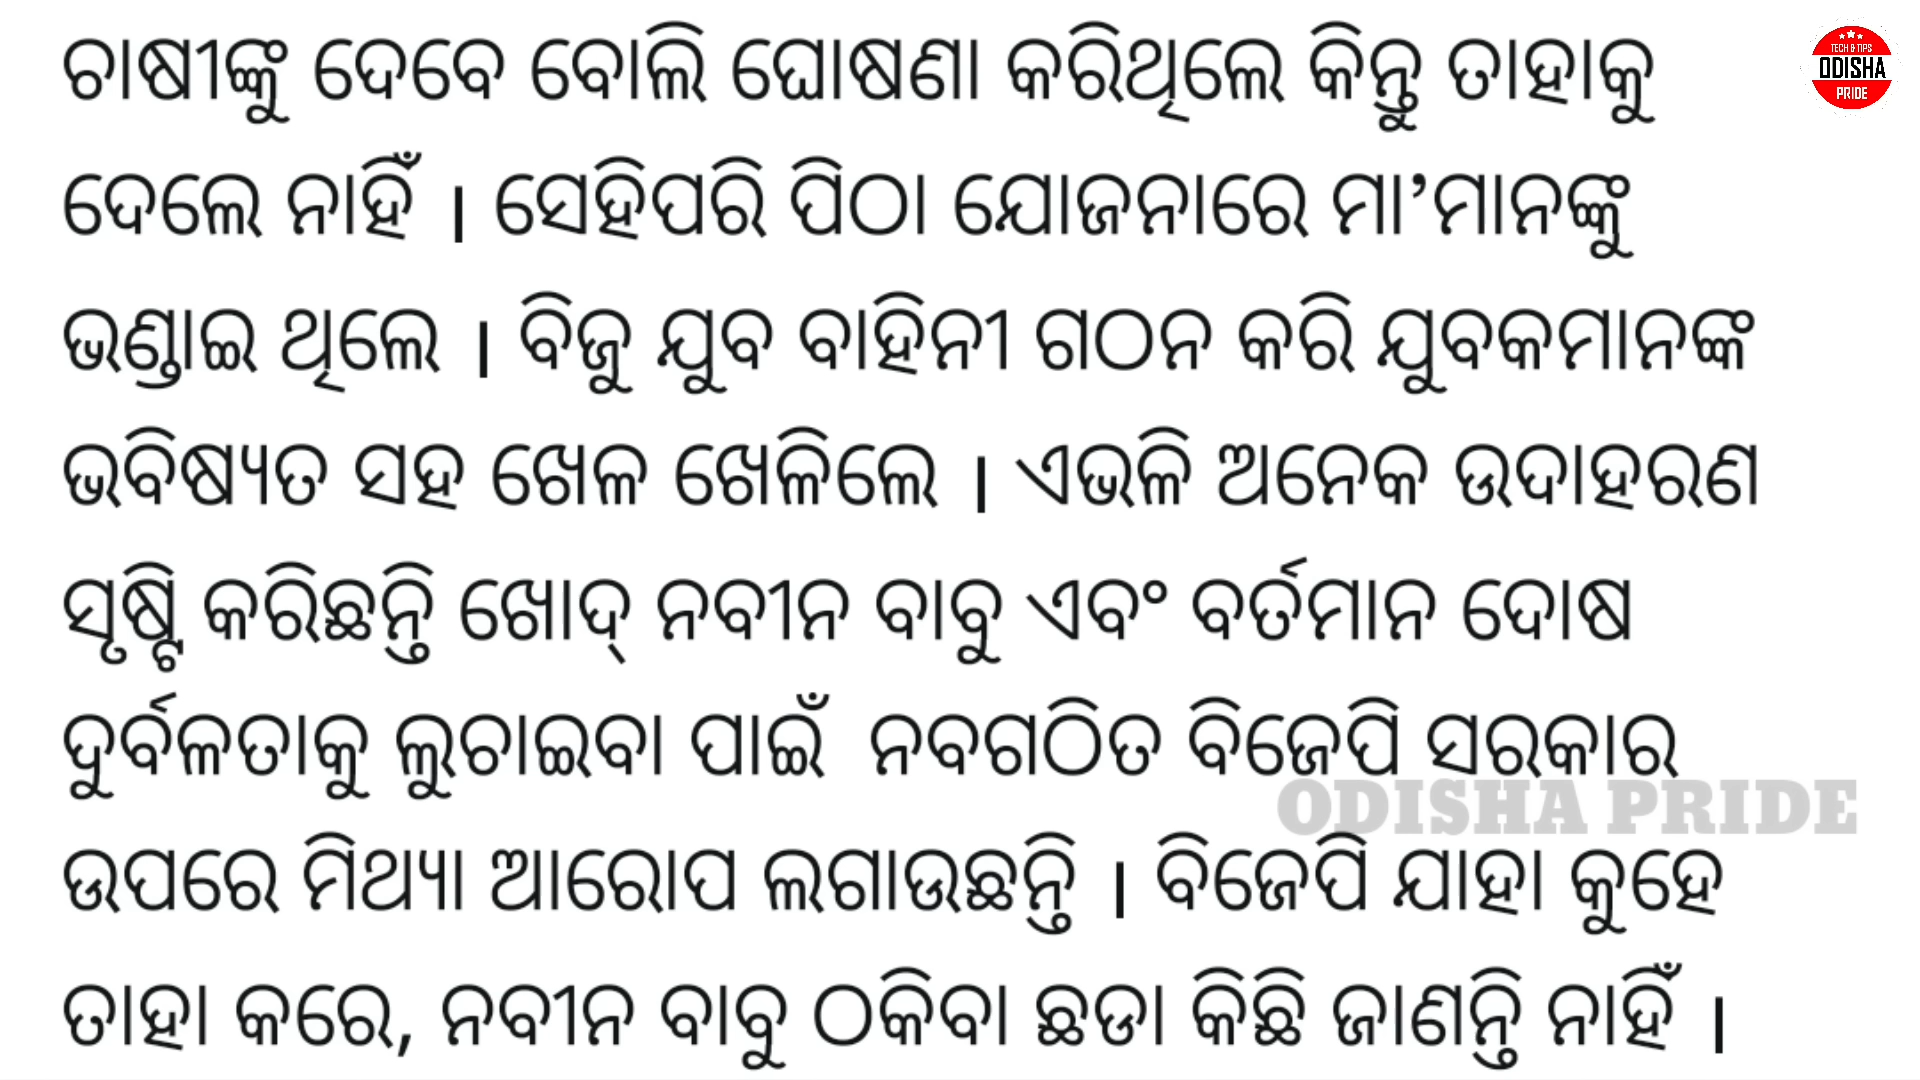 ଚାଷୀଙ୍କୁ ଦେବେ ବୋଲି ଘୋଷଣା କରିଥିଲେ କିନ୍ତୁ ତାହାକୁ
TECH & TIPS
ODISHA
PRIDE
ଦେଲେ ନାହିଁ । ସେହିପରି ପିଠା ଯୋଜନାରେ ମା’ମାନଙ୍କୁ
ଭଣ୍ଡାଇ ଥିଲେ । ବିଜୁ ଯୁବ ବାହିନୀ ଗଠନ କରି ଯୁବକମାନଙ୍କ
ଭବିଷ୍ୟତ ସହ ଖେଳ ଖେଳିଲେ । ଏଭଳି ଅନେକ ଉଦାହରଣ
ସୃଷ୍ଟି କରିଛନ୍ତି ଖୋଦ୍ ନବୀନ ବାବୁ ଏବଂ ବର୍ତମାନ ଦୋଷ
ଦୁର୍ବଳତାକୁ ଲୁଚାଇବା ପାଇଁ ନବଗଠିତ ବିଜେପି ସରକାର
ODISHA PRIDE
ଉପରେ ମିଥ୍ୟା ଆରୋପ ଲଗାଉଛନ୍ତି । ବିଜେପି ଯାହା କୁହେ
ତାହା କରେ, ନବୀନ ବାବୁ ଠକିବା ଛଡା କିଛି ଜାଣନ୍ତି ନାହିଁ ।